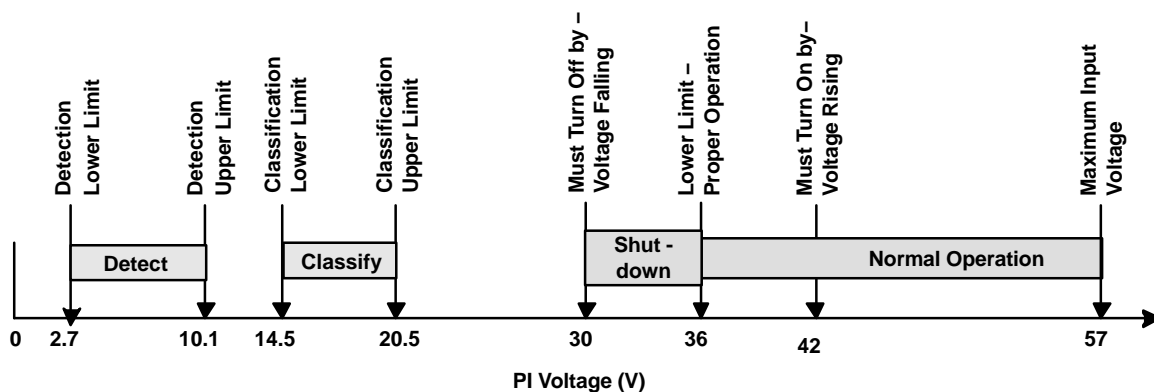 Detection
Lower Limit
Detection
Upper Limit
Classification
Lower Limit
Classification
Upper Limit
Must Turn Off by –
Voltage Falling
Lower Limit –
Proper Operation
Must Turn On by–
Voltage Rising
Maximum Input
Voltage
Detect
Classify
Shut -
down
Normal Operation
0
2.7
10.1
14.5
20.5
30
36
42
57
PI Voltage (V)